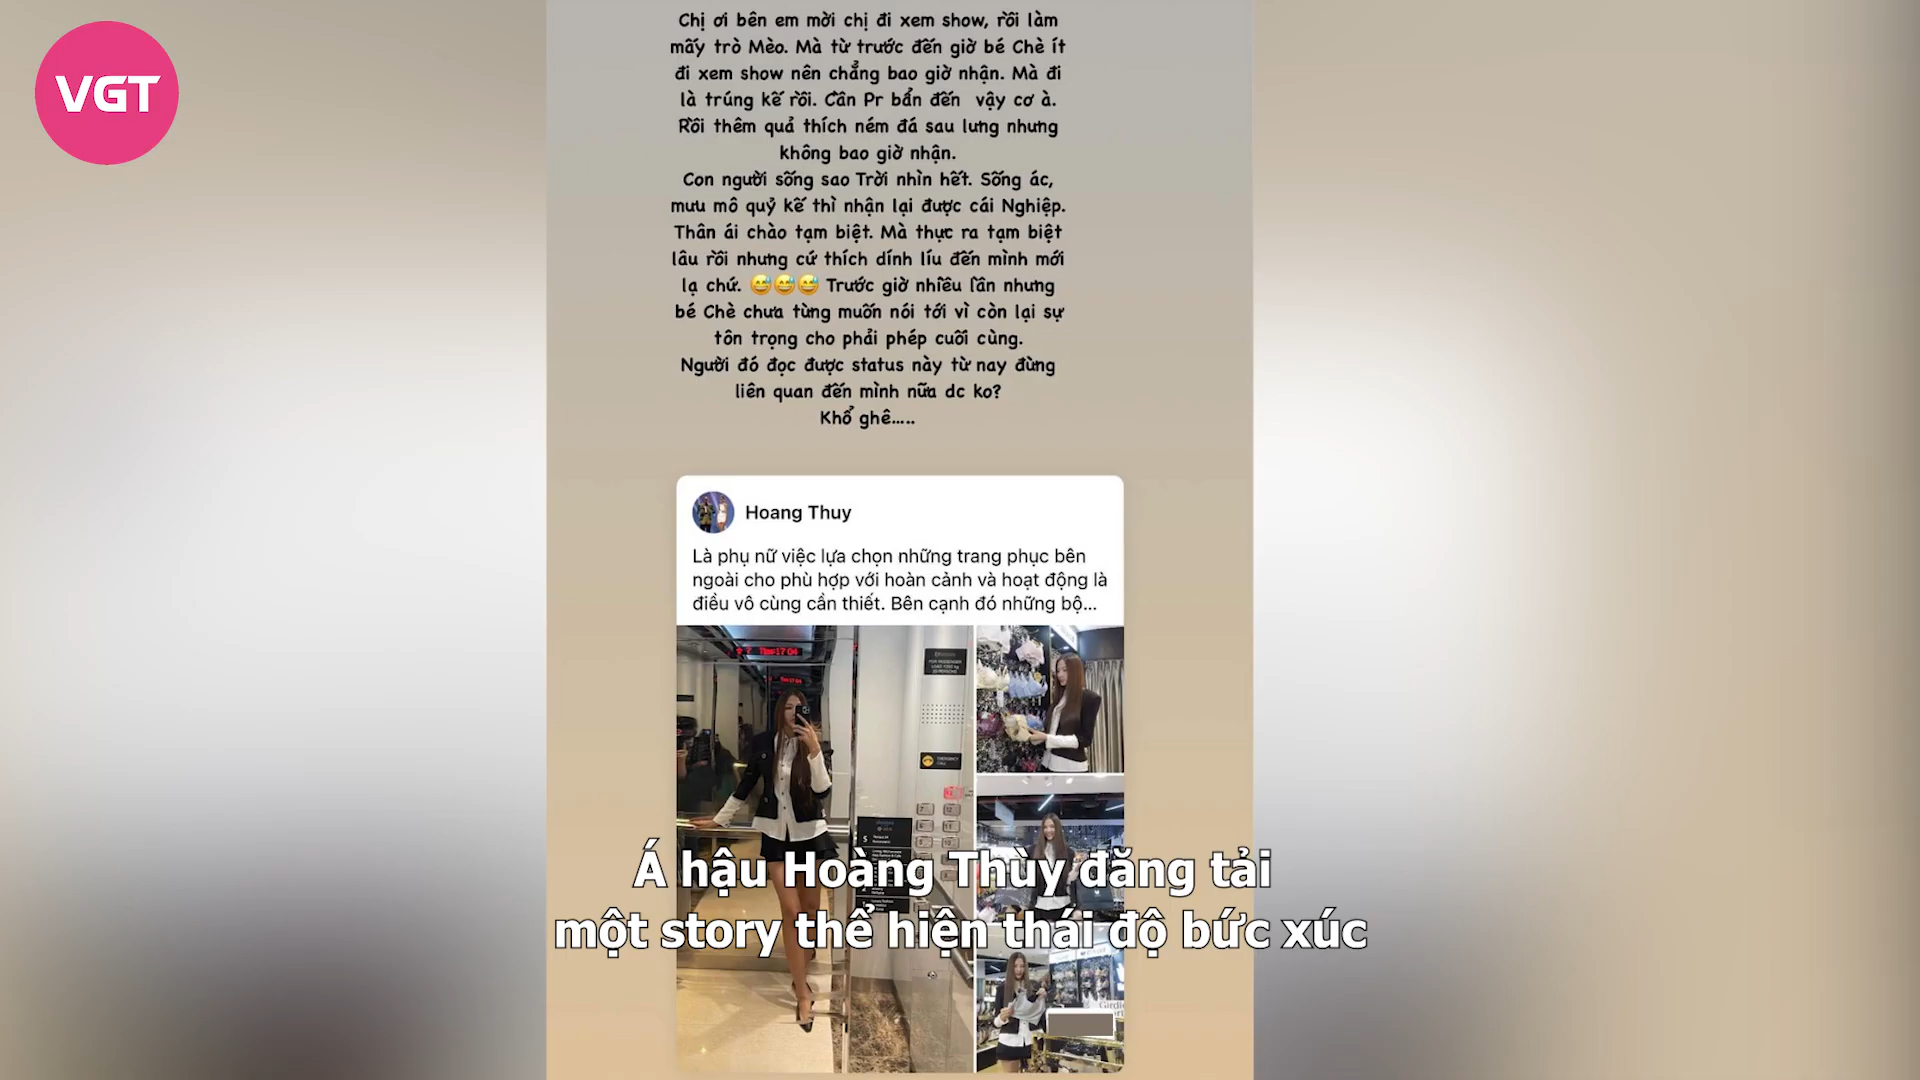 VGT
Chị ơi bên em mời chị đi xem show, rồi làm
mấy trò Mèo. Mà từ trước đến giờ bé Chè ít
đi xem show nên chẳng bao giờ nhận. Mà đi
là trúng kế rồi. Cần Pr bẩn đến vậy cơ à.
Rồi thêm quả thích ném đá sau lưng nhưng
không bao giờ nhận.
Con người sống sao Trời nhìn hết. Sống ác,
mưu mô quỷ kế thì nhận lại được cái Nghiệp.
Thân ái chào tạm biệt. Mà thực ra tạm biệt
lâu rồi nhưng cứ thích dính líu đến mình mới
lạ chứ. 😅😅😅 Trước giờ nhiều lần nhưng
bé Chè chưa từng muốn nói tới vì còn lại sự
tôn trọng cho phải phép cuối cùng.
Người đó đọc được status này từ nay đừng
liên quan đến mình nữa dc ko?
Khổ ghê.....
Hoang Thuy
Là phụ nữ việc lựa chọn những trang phục bên
ngoài cho phù hợp với hoàn cảnh và hoạt động là
điều vô cùng cần thiết. Bên cạnh đó những bộ...
Á hậu Hoàng Thùy đăng tải
một story thể hiện thái độ bức xúc